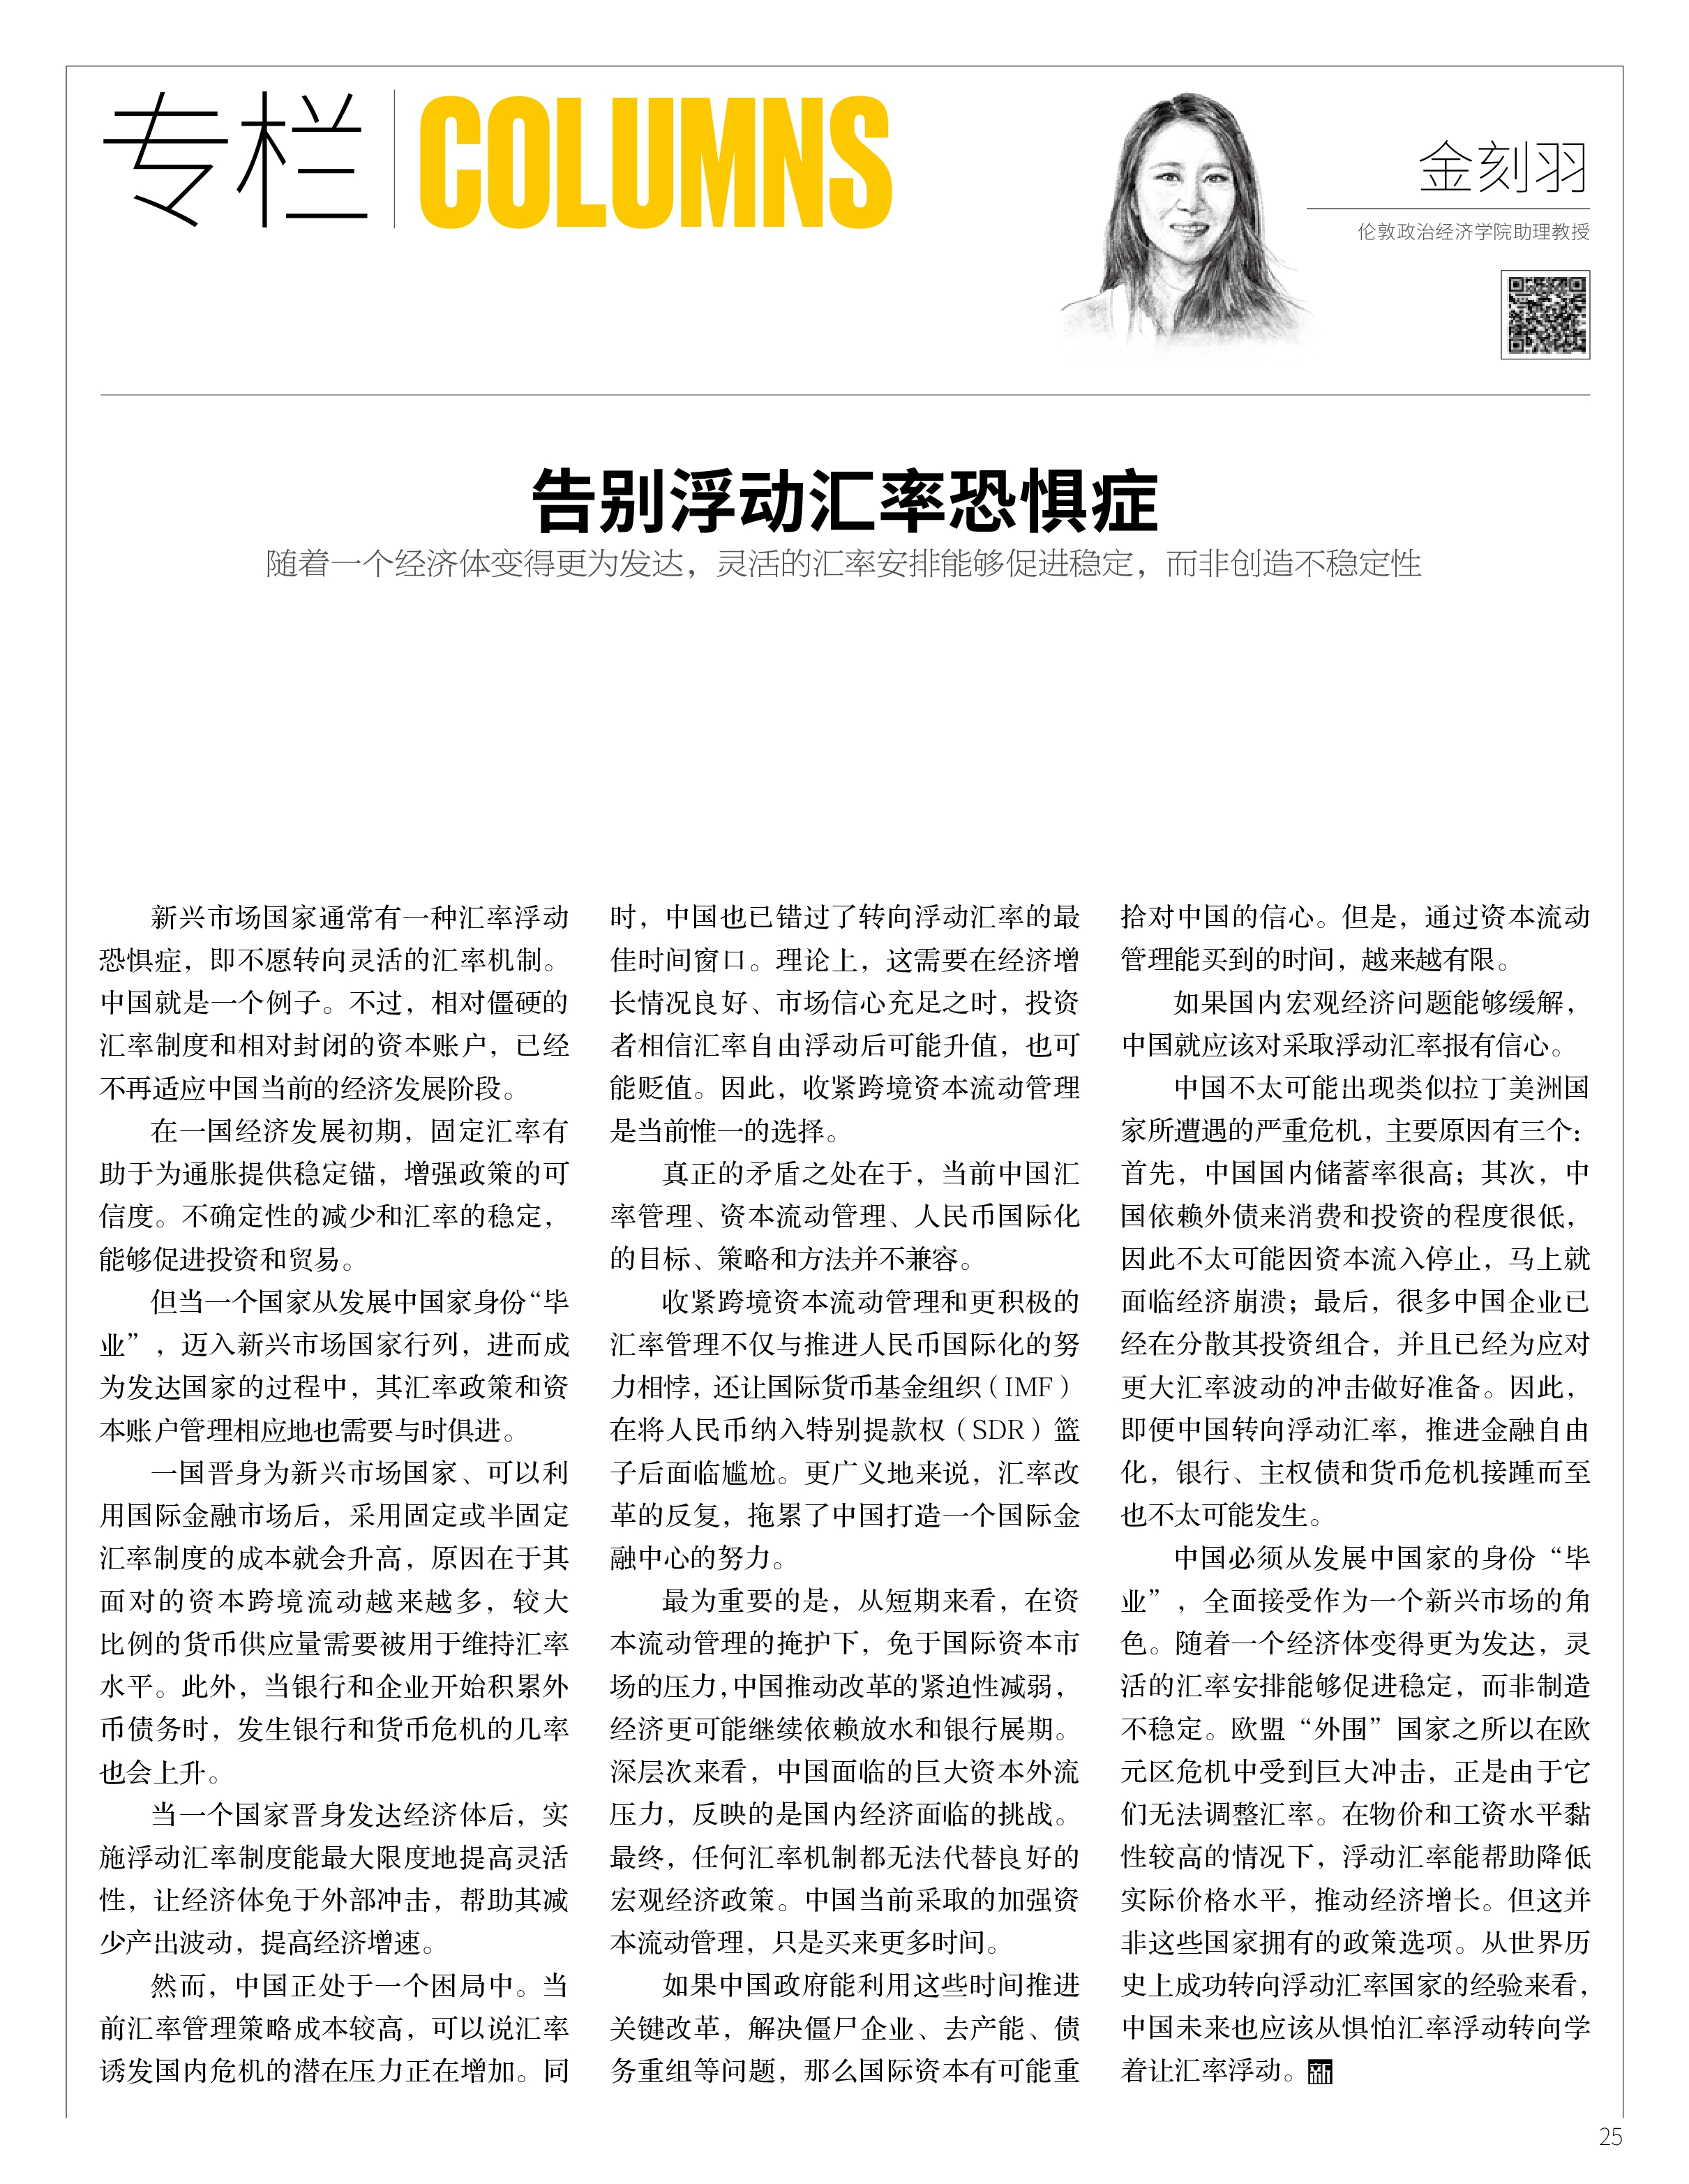 专栏 COLUMNS
金刻羽
伦敦政治经济学院助理教授
告别浮动汇率恐惧症
随着一个经济体变得更为发达，灵活的汇率安排能够促进稳定，而非创造不稳定性
新兴市场国家通常有一种汇率浮动
恐惧症，即不愿转向灵活的汇率机制。
中国就是一个例子。不过，相对僵硬的
汇率制度和相对封闭的资本账户，已经
不再适应中国当前的经济发展阶段。
在一国经济发展初期，固定汇率有
助于为通胀提供稳定锚，增强政策的可
信度。不确定性的减少和汇率的稳定，
能够促进投资和贸易。
但当一个国家从发展中国家身份“毕
业”，迈入新兴市场国家行列，进而成
为发达国家的过程中，其汇率政策和资
本账户管理相应地也需要与时俱进。
一国晋身为新兴市场国家、可以利
用国际金融市场后，采用固定或半固定
汇率制度的成本就会升高，原因在于其
面对的资本跨境流动越来越多，较大
比例的货币供应量需要被用于维持汇率
水平。此外，当银行和企业开始积累外
币债务时，发生银行和货币危机的几率
也会上升。
当一个国家晋身发达经济体后，实
施浮动汇率制度能最大限度地提高灵活
性，让经济体免于外部冲击，帮助其减
少产出波动，提高经济增速。
然而，中国正处于一个困局中。当
前汇率管理策略成本较高，可以说汇率
诱发国内危机的潜在压力正在增加。同
时，中国也已错过了转向浮动汇率的最
佳时间窗口。理论上，这需要在经济增
长情况良好、市场信心充足之时，投资
者相信汇率自由浮动后可能升值，也可
能贬值。因此，收紧跨境资本流动管理
是当前惟一的选择。
真正的矛盾之处在于，当前中国汇
率管理、资本流动管理、人民币国际化
的目标、策略和方法并不兼容。
收紧跨境资本流动管理和更积极的
汇率管理不仅与推进人民币国际化的努
力相悖，还让国际货币基金组织（IMF）
在将人民币纳入特别提款权（SDR）篮
子后面临尴尬。更广义地来说，汇率改
革的反复，拖累了中国打造一个国际金
融中心的努力。
最为重要的是，从短期来看，在资
本流动管理的掩护下，免于国际资本市
场的压力，中国推动改革的紧迫性减弱，
经济更可能继续依赖放水和银行展期。
深层次来看，中国面临的巨大资本外流
压力，反映的是国内经济面临的挑战。
最终，任何汇率机制都无法代替良好的
宏观经济政策。中国当前采取的加强资
本流动管理，只是买来更多时间。
如果中国政府能利用这些时间推进
关键改革，解决僵尸企业、去产能、债
务重组等问题，那么国际资本有可能重
拾对中国的信心。但是，通过资本流动
管理能买到的时间，越来越有限。
如果国内宏观经济问题能够缓解，
中国就应该对采取浮动汇率报有信心。
中国不太可能出现类似拉丁美洲国
家所遭遇的严重危机，主要原因有三个：
首先，中国国内储蓄率很高；其次，中
国依赖外债来消费和投资的程度很低，
因此不太可能因资本流入停止，马上就
面临经济崩溃；最后，很多中国企业已
经在分散其投资组合，并且已经为应对
更大汇率波动的冲击做好准备。因此，
即便中国转向浮动汇率，推进金融自由
化，银行、主权债和货币危机接踵而至
也不太可能发生。
中国必须从发展中国家的身份“毕
业”，全面接受作为一个新兴市场的角
色。随着一个经济体变得更为发达，灵
活的汇率安排能够促进稳定，而非制造
不稳定。欧盟“外围”国家之所以在欧
元区危机中受到巨大冲击，正是由于它
们无法调整汇率。在物价和工资水平黏
性较高的情况下，浮动汇率能帮助降低
实际价格水平，推动经济增长。但这并
非这些国家拥有的政策选项。从世界历
史上成功转向浮动汇率国家的经验来看，
中国未来也应该从惧怕汇率浮动转向学
着让汇率浮动。新
25